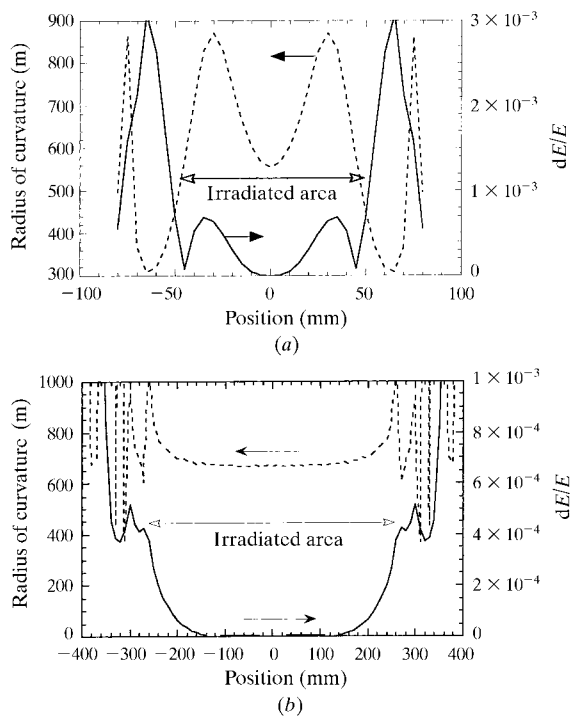 900
800
700
600
500
400
300
Radius of curvature (m)
3 × 10⁻³
2 × 10⁻³
1 × 10⁻³
0
dE/E
Irradiated area
−100
−50
0
50
100
Position (mm)
(a)
1000
800
600
400
200
0
Radius of curvature (m)
1 × 10⁻³
8 × 10⁻⁴
6 × 10⁻⁴
4 × 10⁻⁴
2 × 10⁻⁴
0
dE/E
Irradiated area
−400 −300 −200 −100 0 100 200 300 400
Position (mm)
(b)